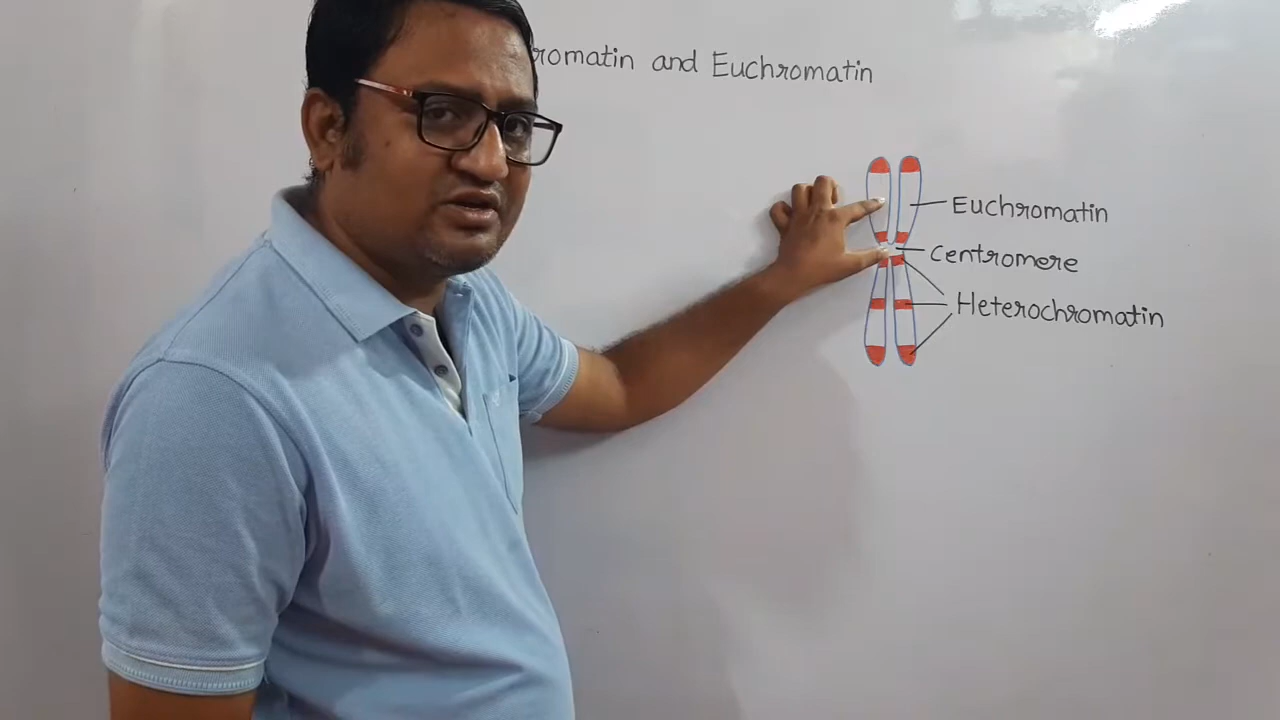 romatin and Euchromatin
Euchromatin
Centromere
Heterochromatin